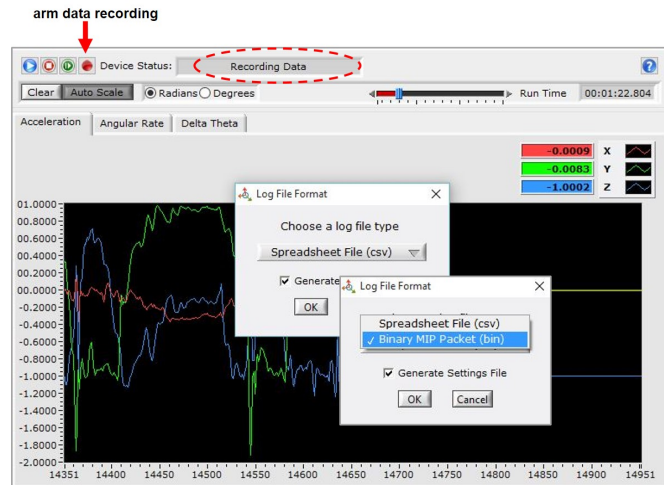 arm data recording
Device Status: Recording Data
Clear Auto Scale Radians Degrees Run Time 00:01:22.804
Acceleration Angular Rate Delta Theta
-0.0009 X
-0.0083 Y
-1.0002 Z
Log File Format
Choose a log file type
Spreadsheet File (csv)
Generate
OK
Log File Format
Spreadsheet File (csv)
Binary MIP Packet (bin)
Generate Settings File
OK Cancel
01.0000
00.8000
00.6000
00.4000
00.2000
00.0000
-0.2000
-0.4000
-0.6000
-0.8000
-1.0000
-1.2000
-1.4000
-1.6000
-1.8000
-2.0000
14351 14400 14450 14500 14550 14600 14650 14700 14750 14800 14850 14900 14951